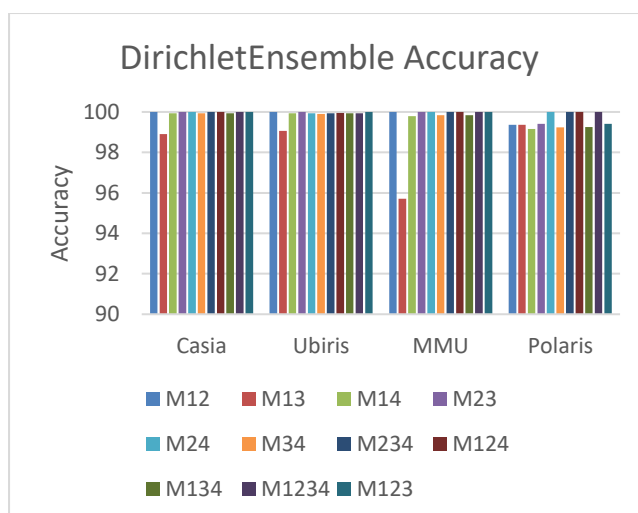 DirichletEnsemble Accuracy
Accuracy
100
98
96
94
92
90
Casia Ubiris MMU Polaris
M12 M13 M14 M23
M24 M34 M234 M124
M134 M1234 M123